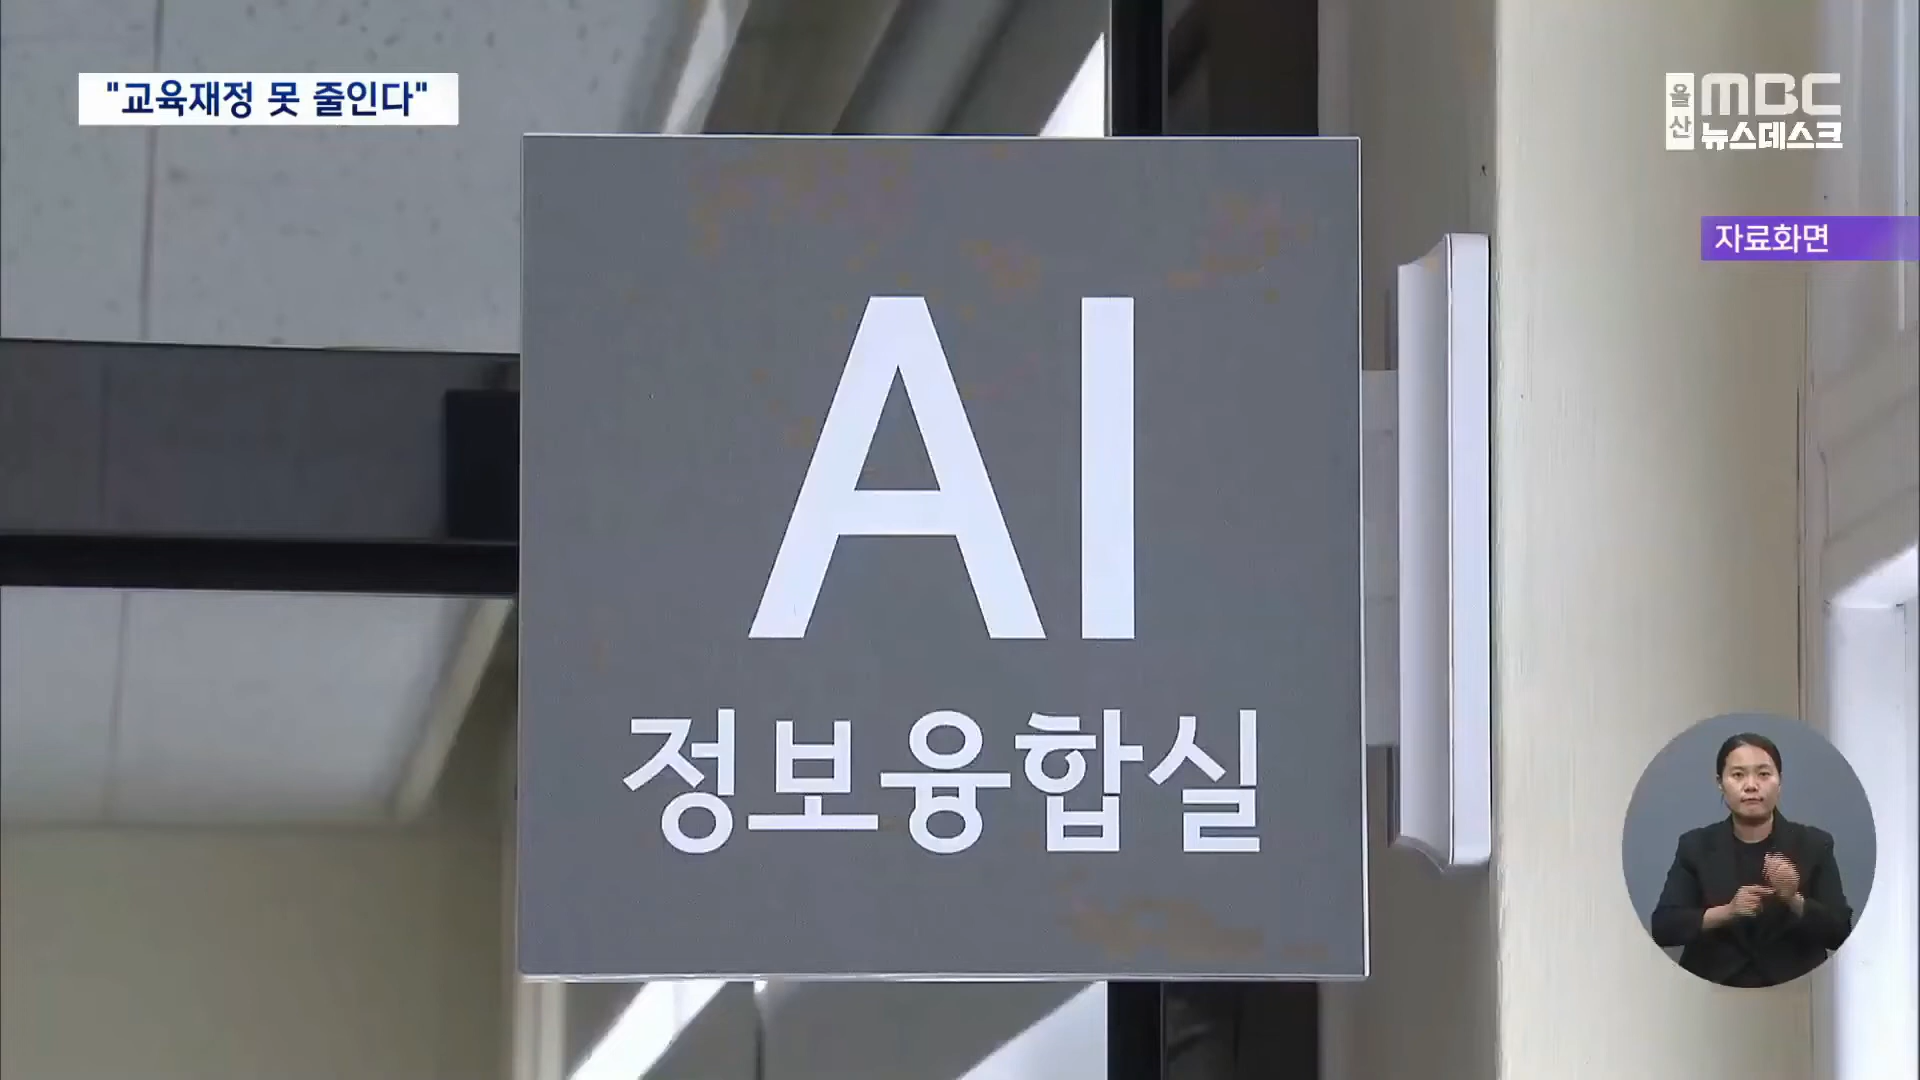 "교육재정 못 줄인다"
울산 MBC
뉴스데스크
자료화면
AI
정보융합실